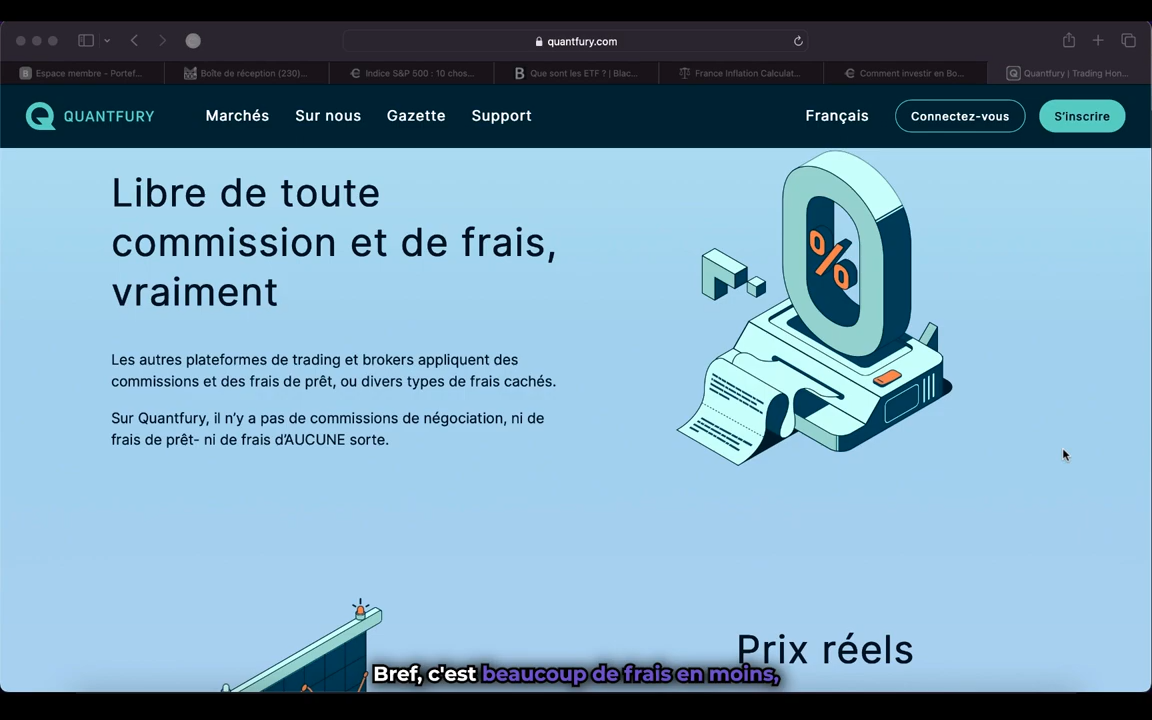 quantfury.com
Espace membre - Portef...
Boîte de réception (230)...
Indice S&P 500 : 10 chos...
Que sont les ETF ? | Blac...
France Inflation Calculat...
Comment investir en Bo...
Quantfury | Trading Hon...
QUANTFURY
Marchés
Sur nous
Gazette
Support
Français
Connectez-vous
S'inscrire
Libre de toute
commission et de frais,
vraiment
0
%
Les autres plateformes de trading et brokers appliquent des
commissions et des frais de prêt, ou divers types de frais cachés.
Sur Quantfury, il n'y a pas de commissions de négociation, ni de
frais de prêt- ni de frais d'AUCUNE sorte.
Prix réels
Bref, c'est beaucoup de frais en moins,